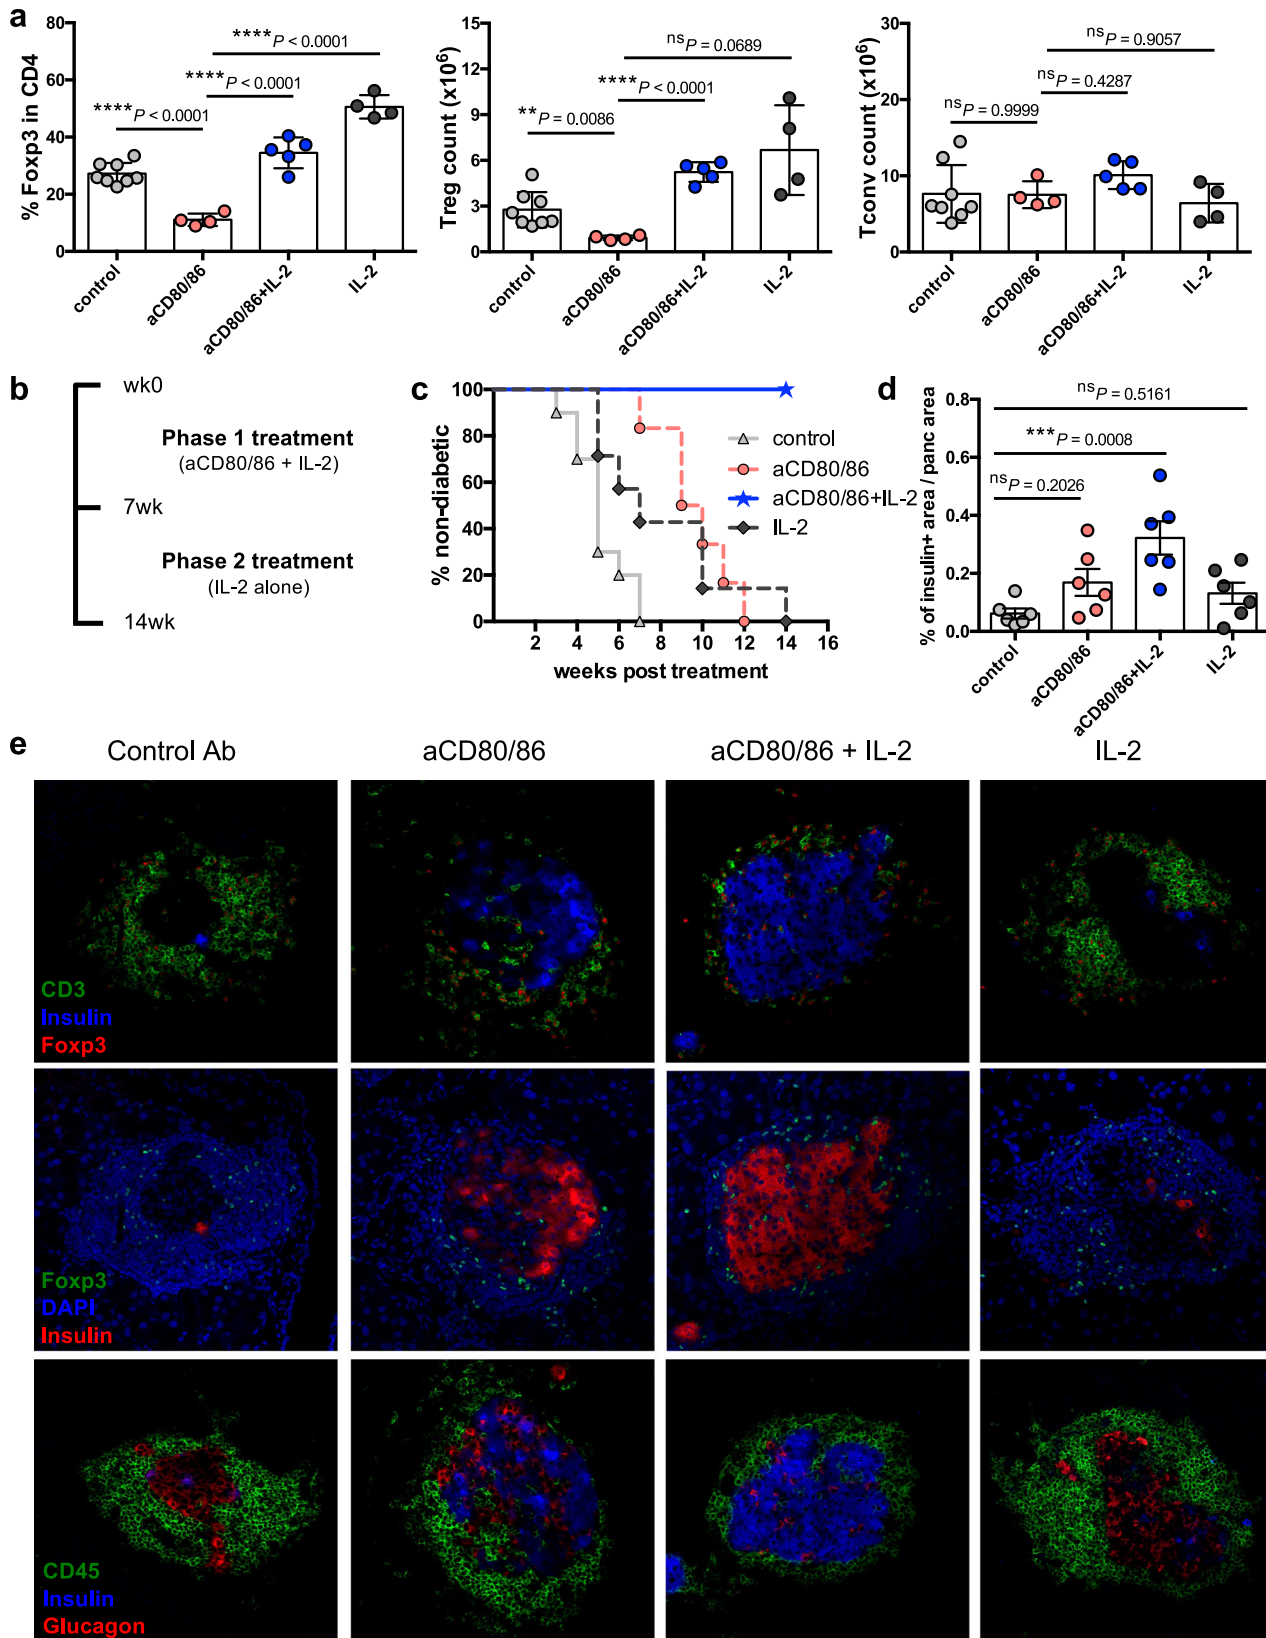 a
% Foxp3 in CD4
80
60
40
20
0
**** P < 0.0001
**** P < 0.0001
**** P < 0.0001
control
aCD80/86
aCD80/86+IL-2
IL-2
Treg count (x10⁶)
15
12
9
6
3
0
ns P = 0.0689
**** P < 0.0001
** P = 0.0086
control
aCD80/86
aCD80/86+IL-2
IL-2
Tconv count (x10⁶)
30
20
10
0
ns P = 0.9057
ns P = 0.4287
ns P = 0.9999
control
aCD80/86
aCD80/86+IL-2
IL-2
b
wk0
Phase 1 treatment
(aCD80/86 + IL-2)
7wk
Phase 2 treatment
(IL-2 alone)
14wk
c
% non-diabetic
100
80
60
40
20
0
2 4 6 8 10 12 14 16
weeks post treatment
control
aCD80/86
aCD80/86+IL-2
IL-2
d
% of insulin+ area / panc area
0.8
0.6
0.4
0.2
0.0
ns P = 0.5161
*** P = 0.0008
ns P = 0.2026
control
aCD80/86
aCD80/86+IL-2
IL-2
e
Control Ab
aCD80/86
aCD80/86 + IL-2
IL-2
CD3
Insulin
Foxp3
Foxp3
DAPI
Insulin
CD45
Insulin
Glucagon